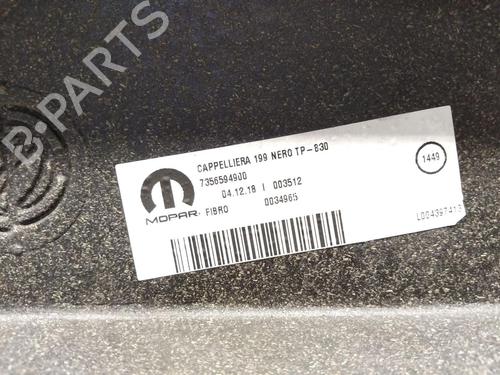 B-PARTS
CAPPELLIERA 199 NERO TP-830
7356594900
04.12.18 | 003512
FIBRO 0034965
MOPAR
1449
L004397413